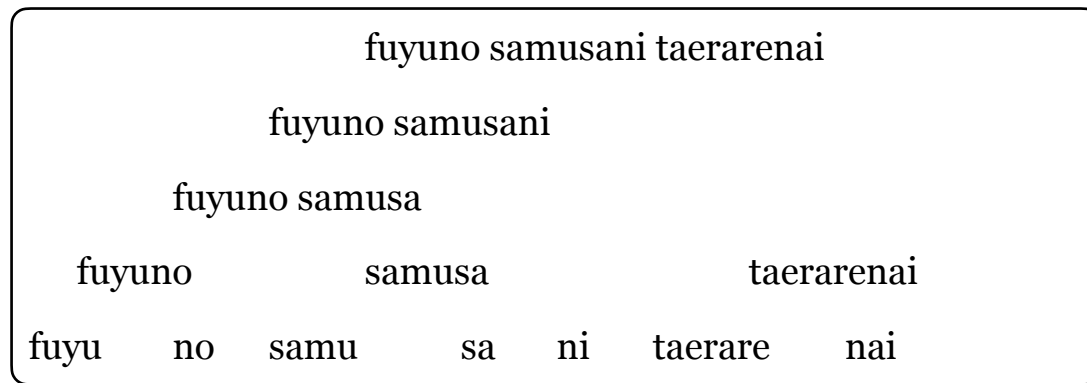 fuyuno samusani taerarenai
fuyuno samusani
fuyuno samusa
fuyuno samusa taerarenai
fuyu no samu sa ni taerare nai